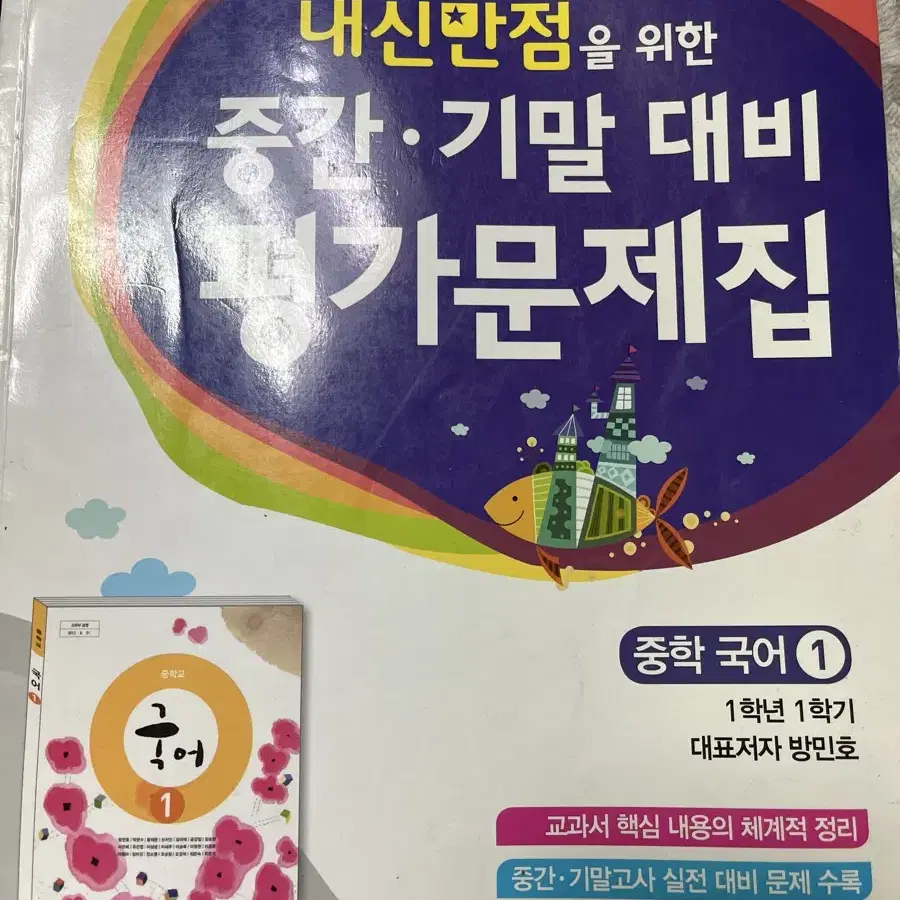 내신만점을 위한
중간·기말 대비
평가문제집
중학 국어 1
1학년 1학기
대표저자 방민호
교과서 핵심 내용의 체계적 정리
중간·기말고사 실전 대비 문제 수록
중학교
국어
1
국어 1